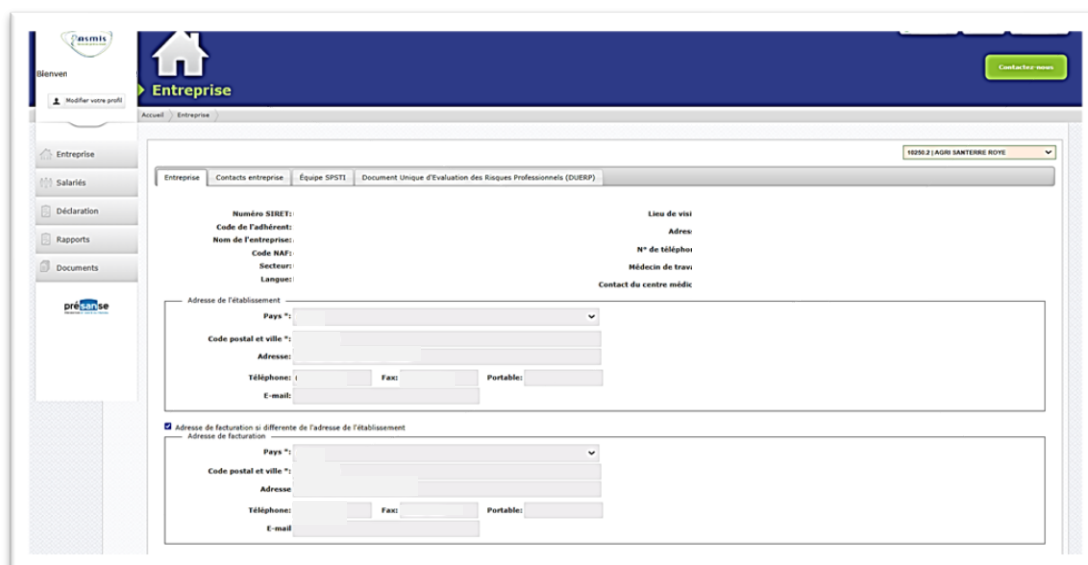 Bienven
Modifier votre profil
Contactez-nous
Entreprise
Accueil Entreprise
Entreprise
Salariés
Déclaration
Rapports
Documents
présanse
10250.2 | AGRI SANTERRE ROYE
Entreprise Contacts entreprise Équipe SPSTI Document Unique d'Evaluation des Risques Professionnels (DUERP)
Numéro SIRET: Lieu de visi
Code de l'adhérent: Adres
Nom de l'entreprise: N° de télépho
Code NAF:
Secteur: Médecin de trav
Langue: Contact du centre médic
Adresse de l'établissement
Pays *:
Code postal et ville *:
Adresse:
Téléphone: ( Fax: Portable:
E-mail:
Adresse de facturation si differente de l'adresse de l'établissement
Adresse de facturation
Pays *:
Code postal et ville *:
Adresse
Téléphone: Fax: Portable:
E-mail